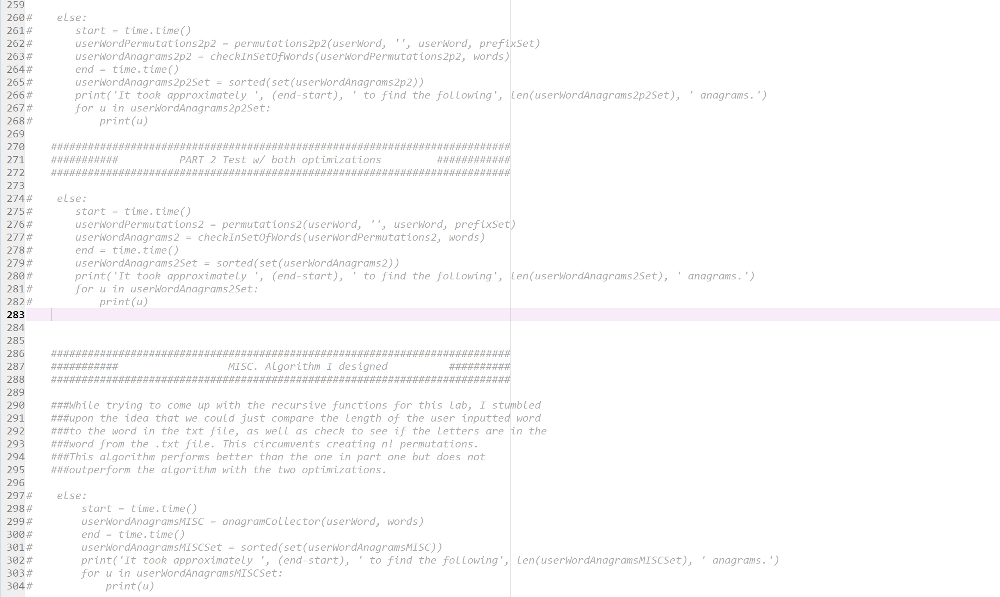 259
260#    else:
261#       start = time.time()
262#       userWordPermutations2p2 = permutations2p2(userWord, '', userWord, prefixSet)
263#       userWordAnagrams2p2 = checkInSetOfWords(userWordPermutations2p2, words)
264#       end = time.time()
265#       userWordAnagrams2p2Set = sorted(set(userWordAnagrams2p2))
266#       print('It took approximately ', (end-start), ' to find the following', len(userWordAnagrams2p2Set), ' anagrams.')
267#       for u in userWordAnagrams2p2Set:
268#           print(u)
269
270    ###########################################################################
271    ###########          PART 2 Test w/ both optimizations         ############
272    ###########################################################################
273
274#    else:
275#       start = time.time()
276#       userWordPermutations2 = permutations2(userWord, '', userWord, prefixSet)
277#       userWordAnagrams2 = checkInSetOfWords(userWordPermutations2, words)
278#       end = time.time()
279#       userWordAnagrams2Set = sorted(set(userWordAnagrams2))
280#       print('It took approximately ', (end-start), ' to find the following', len(userWordAnagrams2Set), ' anagrams.')
281#       for u in userWordAnagrams2Set:
282#           print(u)
283
284
285
286    ###########################################################################
287    ###########                  MISC. Algorithm I designed          ##########
288    ###########################################################################
289
290    ###While trying to come up with the recursive functions for this lab, I stumbled
291    ###upon the idea that we could just compare the length of the user inputted word
292    ###to the word in the txt file, as well as check to see if the letters are in the
293    ###word from the .txt file. This circumvents creating n! permutations.
294    ###This algorithm performs better than the one in part one but does not
295    ###outperform the algorithm with the two optimizations.
296
297#    else:
298#        start = time.time()
299#        userWordAnagramsMISC = anagramCollector(userWord, words)
300#        end = time.time()
301#        userWordAnagramsMISCSet = sorted(set(userWordAnagramsMISC))
302#        print('It took approximately ', (end-start), ' to find the following', len(userWordAnagramsMISCSet), ' anagrams.')
303#        for u in userWordAnagramsMISCSet:
304#            print(u)